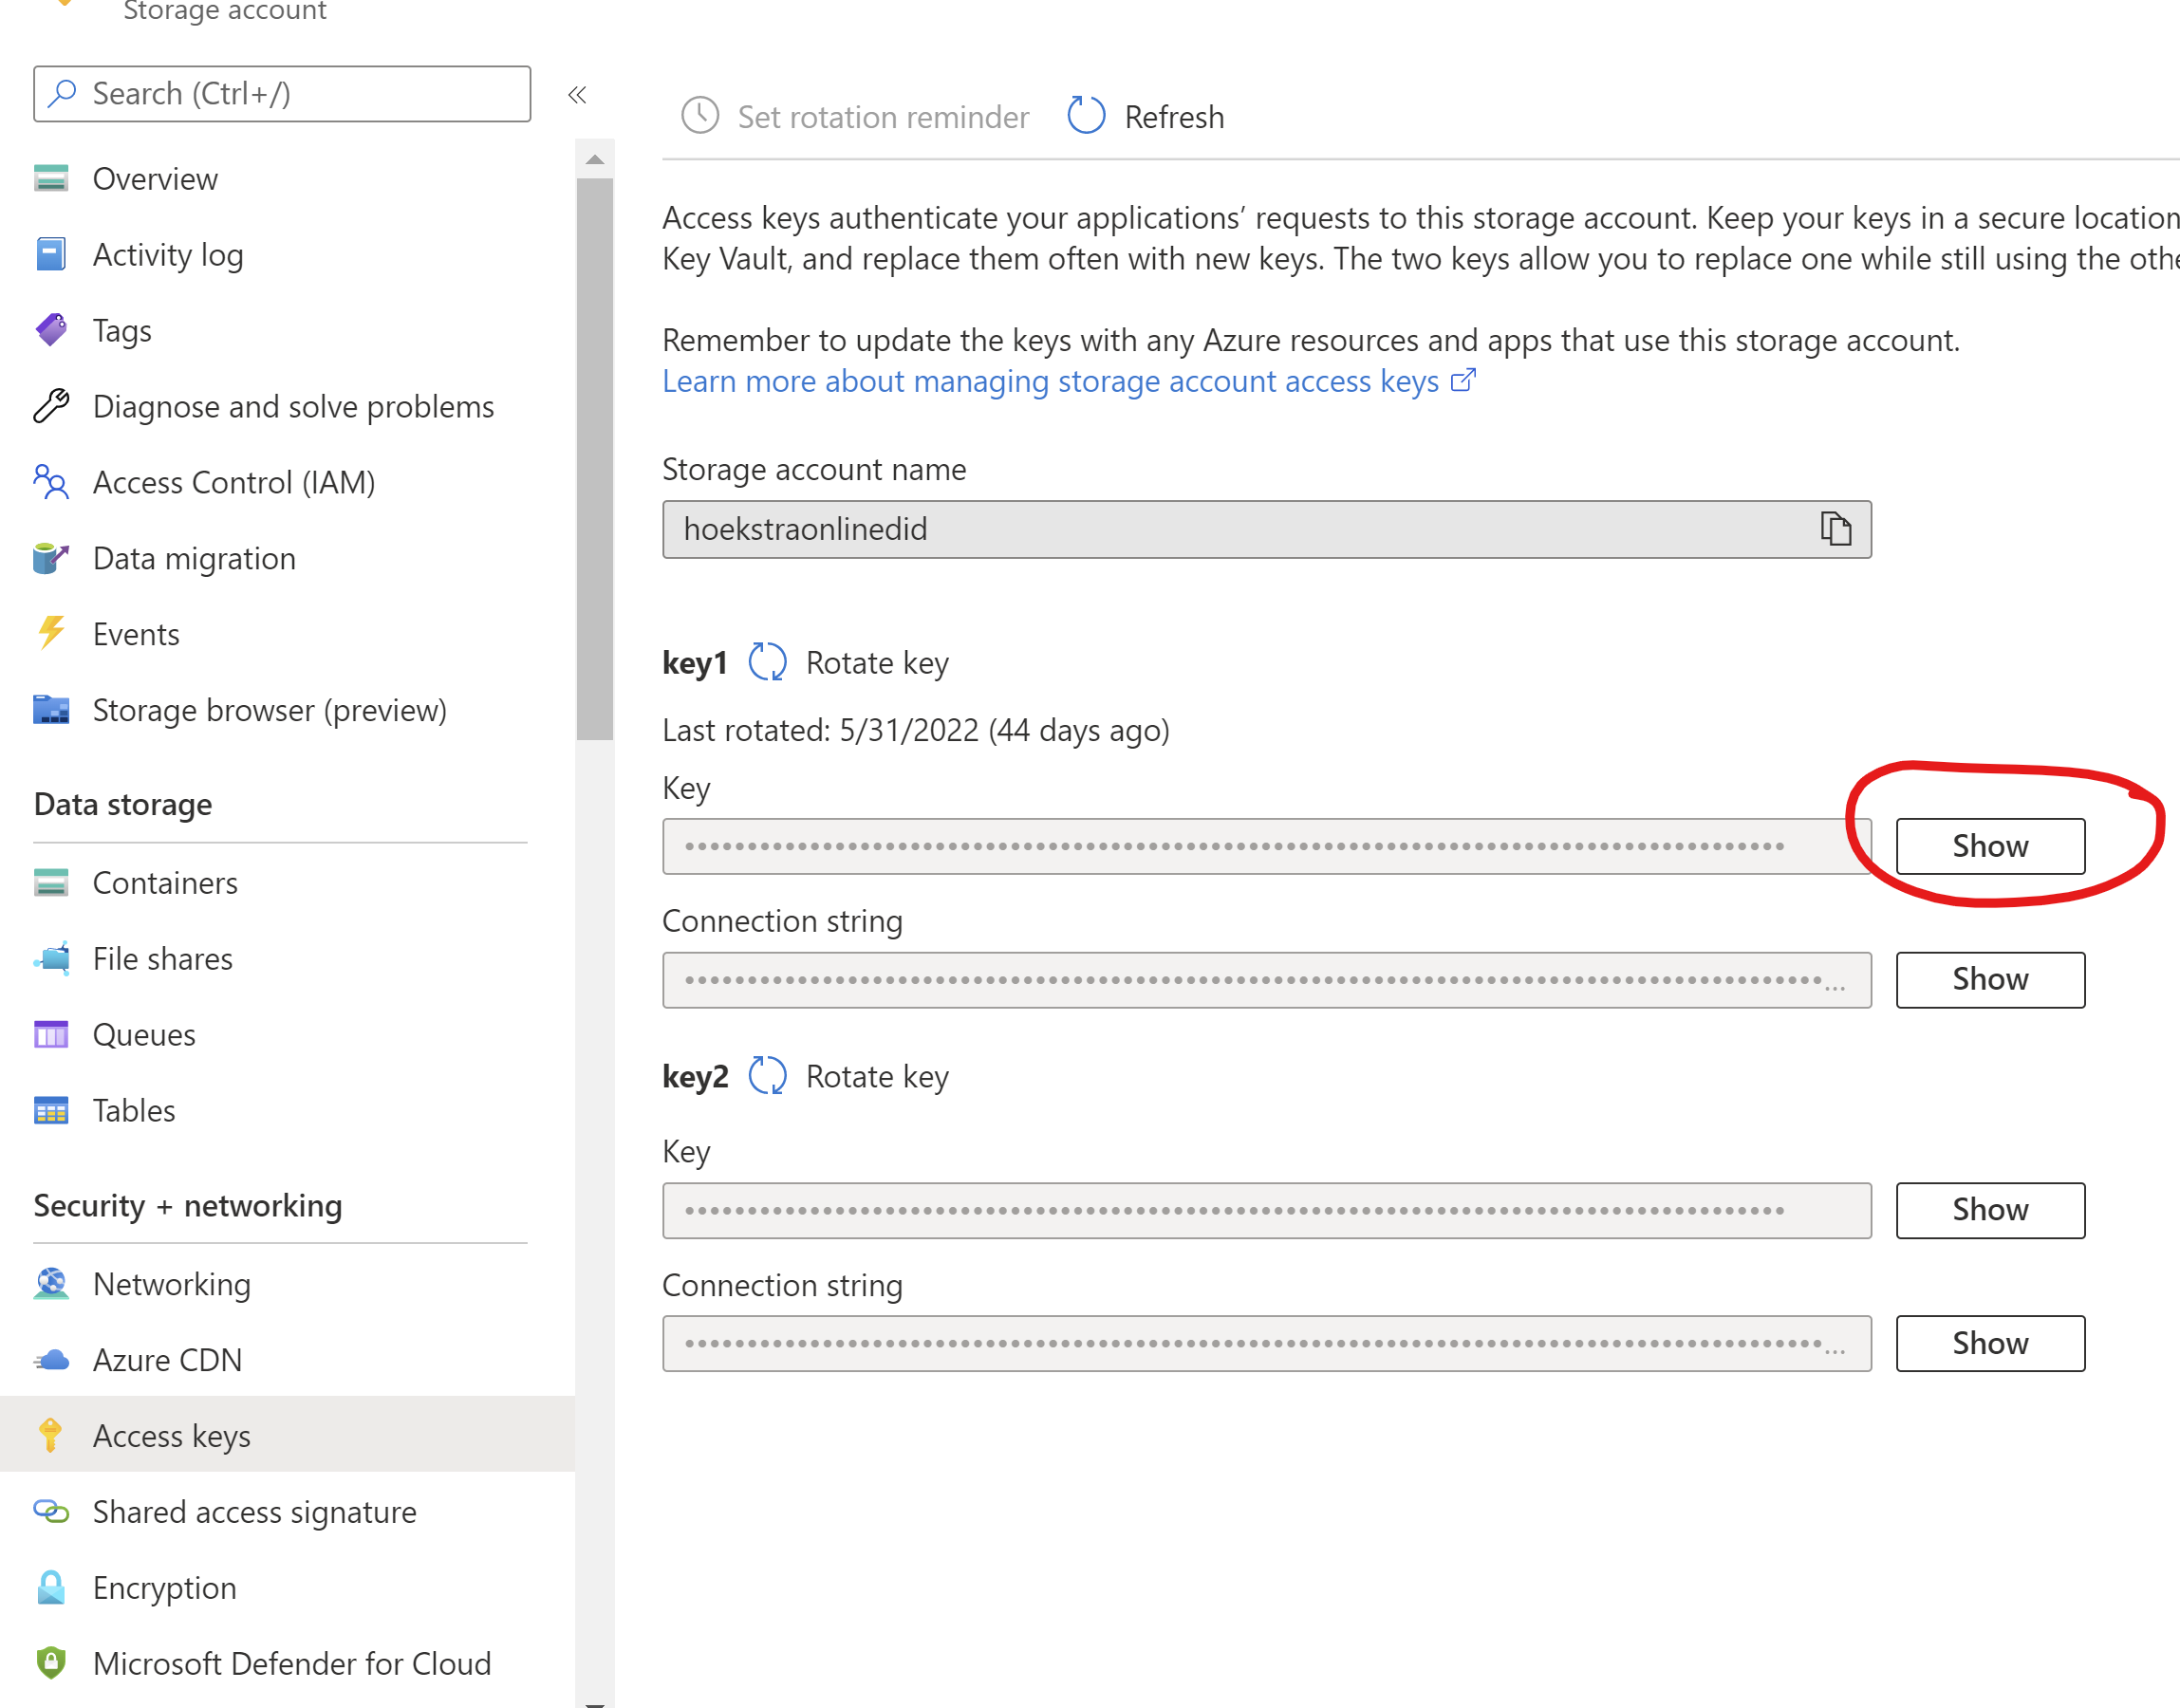 Storage account
Search (Ctrl+/)
Overview
Activity log
Tags
Diagnose and solve problems
Access Control (IAM)
Data migration
Events
Storage browser (preview)
Data storage
Containers
File shares
Queues
Tables
Security + networking
Networking
Azure CDN
Access keys
Shared access signature
Encryption
Microsoft Defender for Cloud
Set rotation reminder
Refresh
Access keys authenticate your applications’ requests to this storage account. Keep your keys in a secure location
Key Vault, and replace them often with new keys. The two keys allow you to replace one while still using the othe
Remember to update the keys with any Azure resources and apps that use this storage account.
Learn more about managing storage account access keys
Storage account name
hoekstraonlinedid
key1 Rotate key
Last rotated: 5/31/2022 (44 days ago)
Key
Show
Connection string
Show
key2 Rotate key
Key
Show
Connection string
Show